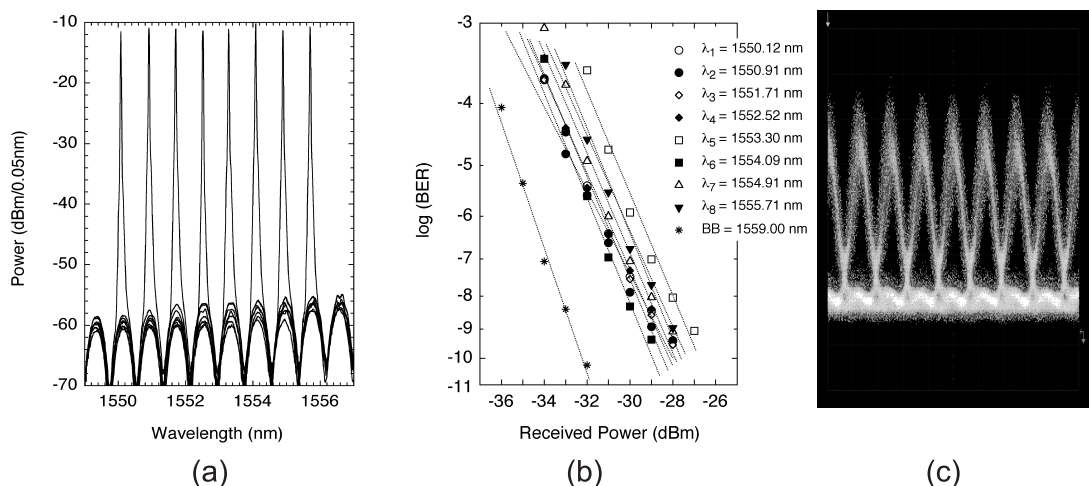 -10
-20
-30
-40
-50
-60
-70
Power (dBm/0.05nm)
1550
1552
1554
1556
Wavelength (nm)
(a)
-3
-4
-5
-6
-7
-8
-9
-10
-11
log (BER)
λ1 = 1550.12 nm
λ2 = 1550.91 nm
λ3 = 1551.71 nm
λ4 = 1552.52 nm
λ5 = 1553.30 nm
λ6 = 1554.09 nm
λ7 = 1554.91 nm
λ8 = 1555.71 nm
BB = 1559.00 nm
-36
-34
-32
-30
-28
-26
Received Power (dBm)
(b)
(c)